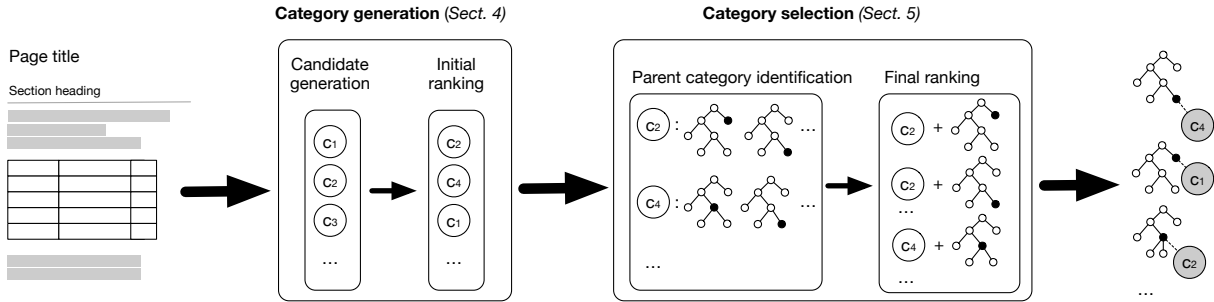 Category generation (Sect. 4)
Category selection (Sect. 5)
Page title
Section heading
Candidate generation
Initial ranking
C1
C2
C3
...
C2
C4
C1
...
Parent category identification
C2 : ...
C4 : ...
...
Final ranking
C2 +
C2 +
...
C4 +
...
C4
C1
C2
...